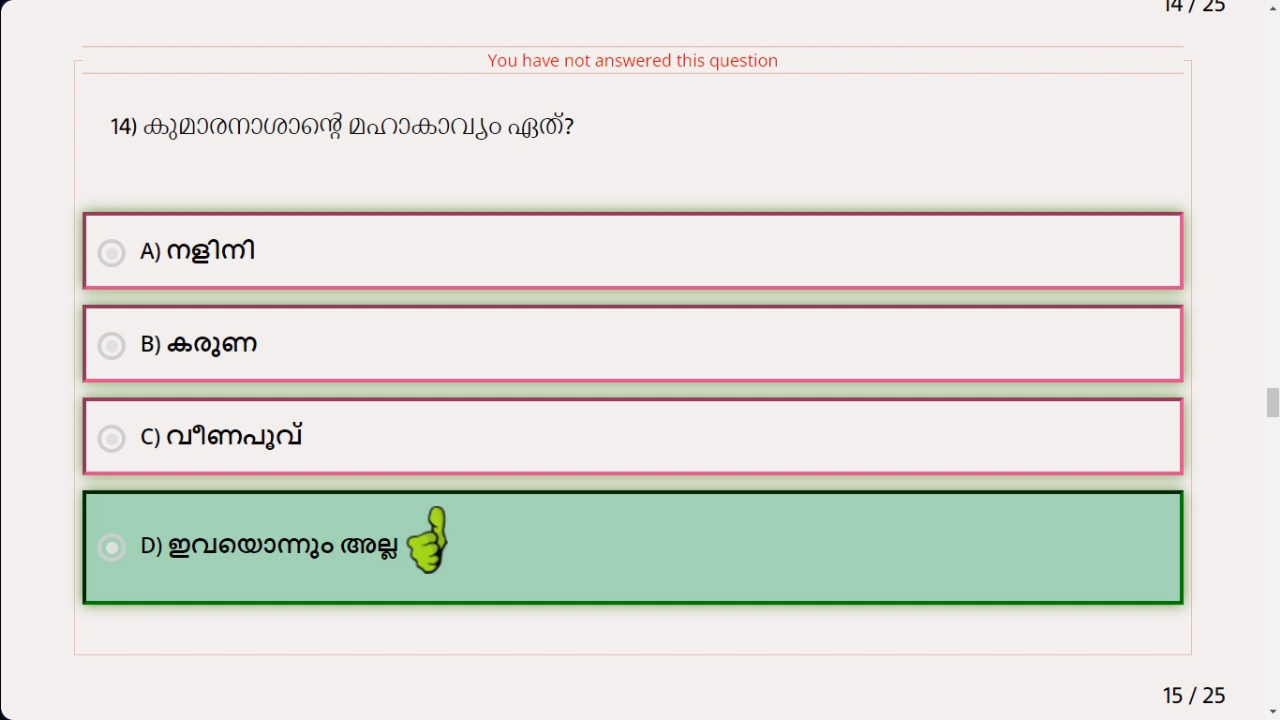 14 / 25
You have not answered this question
14) കുമാരനാശാന്റെ മഹാകാവ്യം ഏത്?
A) നളിനി
B) കരുണ
C) വീണപൂവ്
D) ഇവയൊന്നും അല്ല
15 / 25